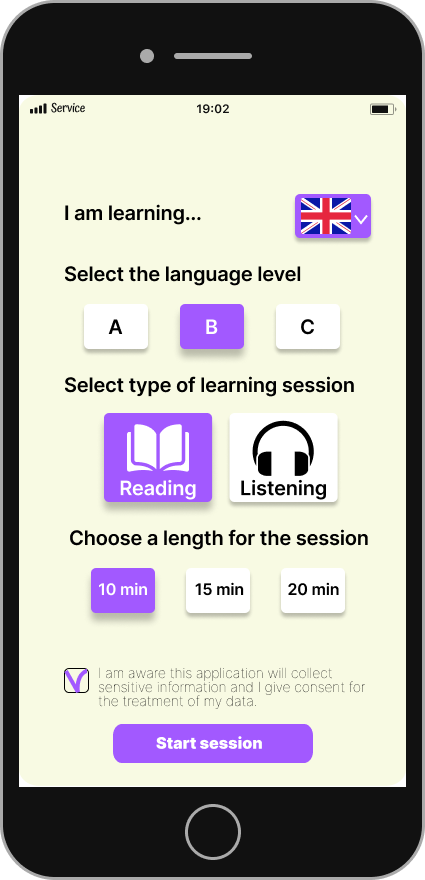 Service 19:02
I am learning...
Select the language level
A B C
Select type of learning session
Reading Listening
Choose a length for the session
10 min 15 min 20 min
I am aware this application will collect
sensitive information and I give consent for
the treatment of my data.
Start session